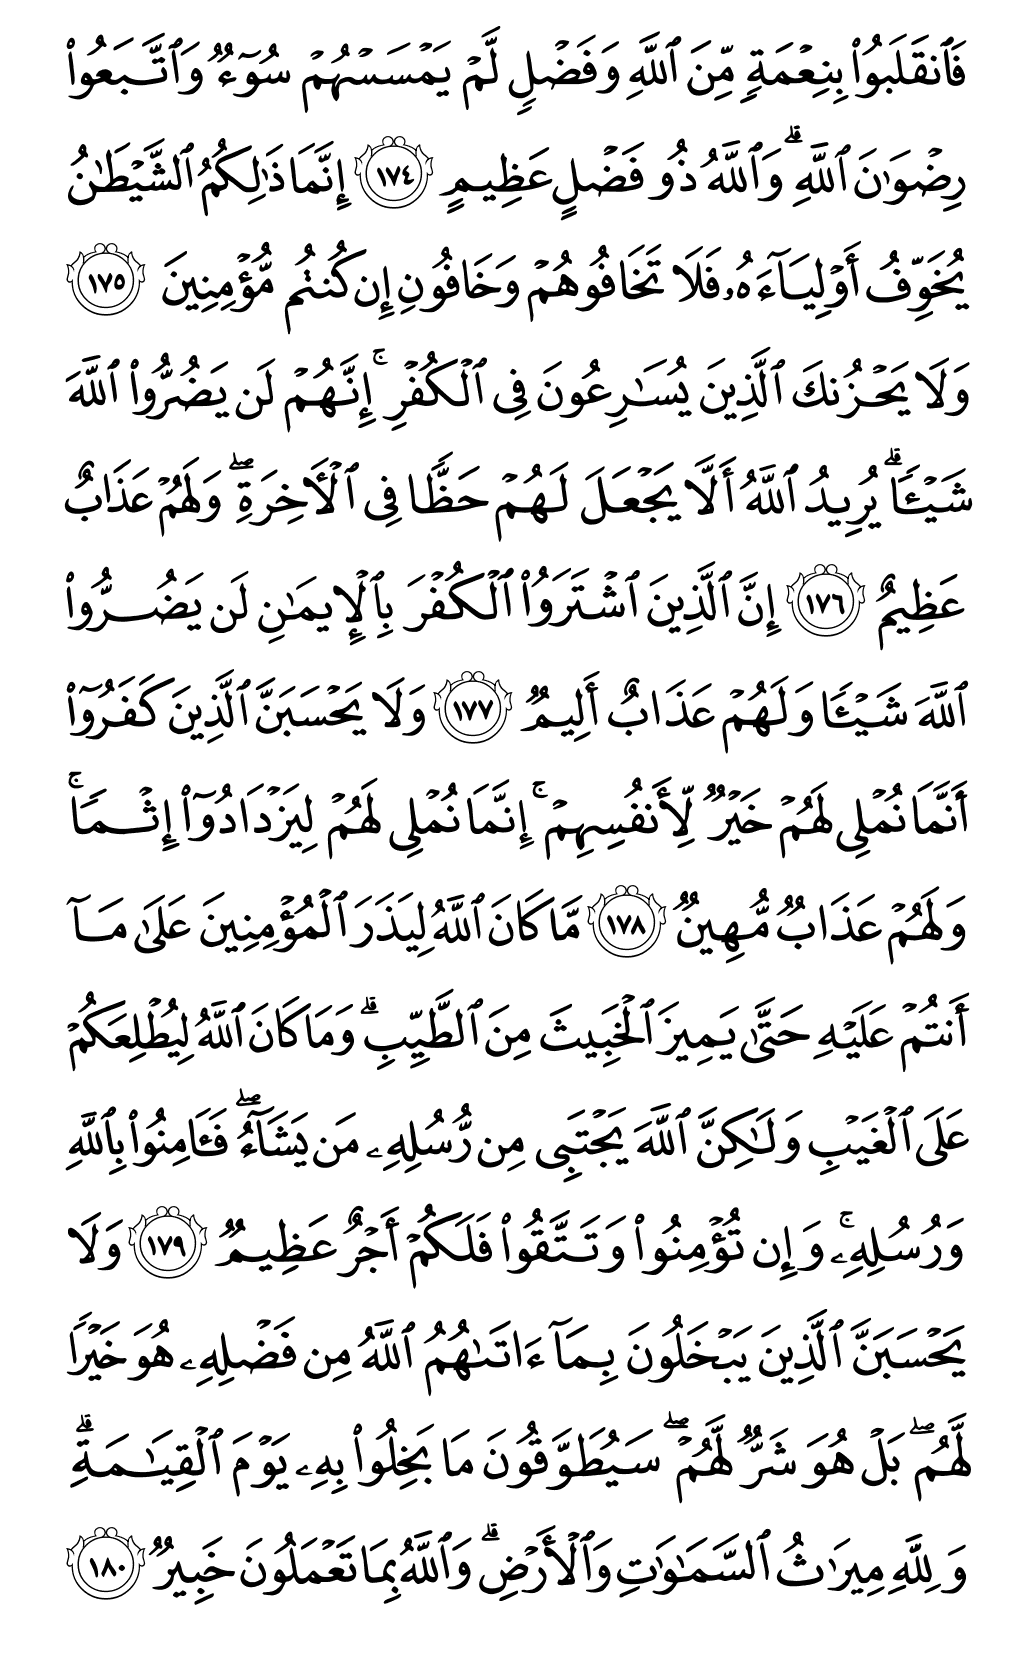 فَٱنقَلَبُواْ بِنِعۡمَةٖ مِّنَ ٱللَّهِ وَفَضۡلٖ لَّمۡ يَمۡسَسۡهُمۡ سُوٓءٞ وَٱتَّبَعُواْ
رِضۡوَٰنَ ٱللَّهِۗ وَٱللَّهُ ذُو فَضۡلٍ عَظِيمٍ ١٧٤ إِنَّمَا ذَٰلِكُمُ ٱلشَّيۡطَٰنُ
يُخَوِّفُ أَوۡلِيَآءَهُۥ فَلَا تَخَافُوهُمۡ وَخَافُونِ إِن كُنتُم مُّؤۡمِنِينَ ١٧٥
وَلَا يَحۡزُنكَ ٱلَّذِينَ يُسَٰرِعُونَ فِي ٱلۡكُفۡرِۚ إِنَّهُمۡ لَن يَضُرُّواْ ٱللَّهَ
شَيۡـٔٗاۗ يُرِيدُ ٱللَّهُ أَلَّا يَجۡعَلَ لَهُمۡ حَظّٗا فِي ٱلۡأٓخِرَةِۖ وَلَهُمۡ عَذَابٌ
عَظِيمٌ ١٧٦ إِنَّ ٱلَّذِينَ ٱشۡتَرَوُاْ ٱلۡكُفۡرَ بِٱلۡإِيمَٰنِ لَن يَضُرُّواْ
ٱللَّهَ شَيۡـٔٗا وَلَهُمۡ عَذَابٌ أَلِيمٞ ١٧٧ وَلَا يَحۡسَبَنَّ ٱلَّذِينَ كَفَرُوٓاْ
أَنَّمَا نُمۡلِي لَهُمۡ خَيۡرٞ لِّأَنفُسِهِمۡۚ إِنَّمَا نُمۡلِي لَهُمۡ لِيَزۡدَادُوٓاْ إِثۡمٗاۚ
وَلَهُمۡ عَذَابٞ مُّهِينٞ ١٧٨ مَّا كَانَ ٱللَّهُ لِيَذَرَ ٱلۡمُؤۡمِنِينَ عَلَىٰ مَآ
أَنتُمۡ عَلَيۡهِ حَتَّىٰ يَمِيزَ ٱلۡخَبِيثَ مِنَ ٱلطَّيِّبِۗ وَمَا كَانَ ٱللَّهُ لِيُطۡلِعَكُمۡ
عَلَى ٱلۡغَيۡبِ وَلَٰكِنَّ ٱللَّهَ يَجۡتَبِي مِن رُّسُلِهِۦ مَن يَشَآءُۖ فَـَٔامِنُواْ بِٱللَّهِ
وَرُسُلِهِۦۚ وَإِن تُؤۡمِنُواْ وَتَتَّقُواْ فَلَكُمۡ أَجۡرٌ عَظِيمٞ ١٧٩ وَلَا
يَحۡسَبَنَّ ٱلَّذِينَ يَبۡخَلُونَ بِمَآ ءَاتَىٰهُمُ ٱللَّهُ مِن فَضۡلِهِۦ هُوَ خَيۡرٗا
لَّهُمۖ بَلۡ هُوَ شَرّٞ لَّهُمۡۖ سَيُطَوَّقُونَ مَا بَخِلُواْ بِهِۦ يَوۡمَ ٱلۡقِيَٰمَةِۗ
وَلِلَّهِ مِيرَٰثُ ٱلسَّمَٰوَٰتِ وَٱلۡأَرۡضِۗ وَٱللَّهُ بِمَا تَعۡمَلُونَ خَبِيرٞ ١٨٠